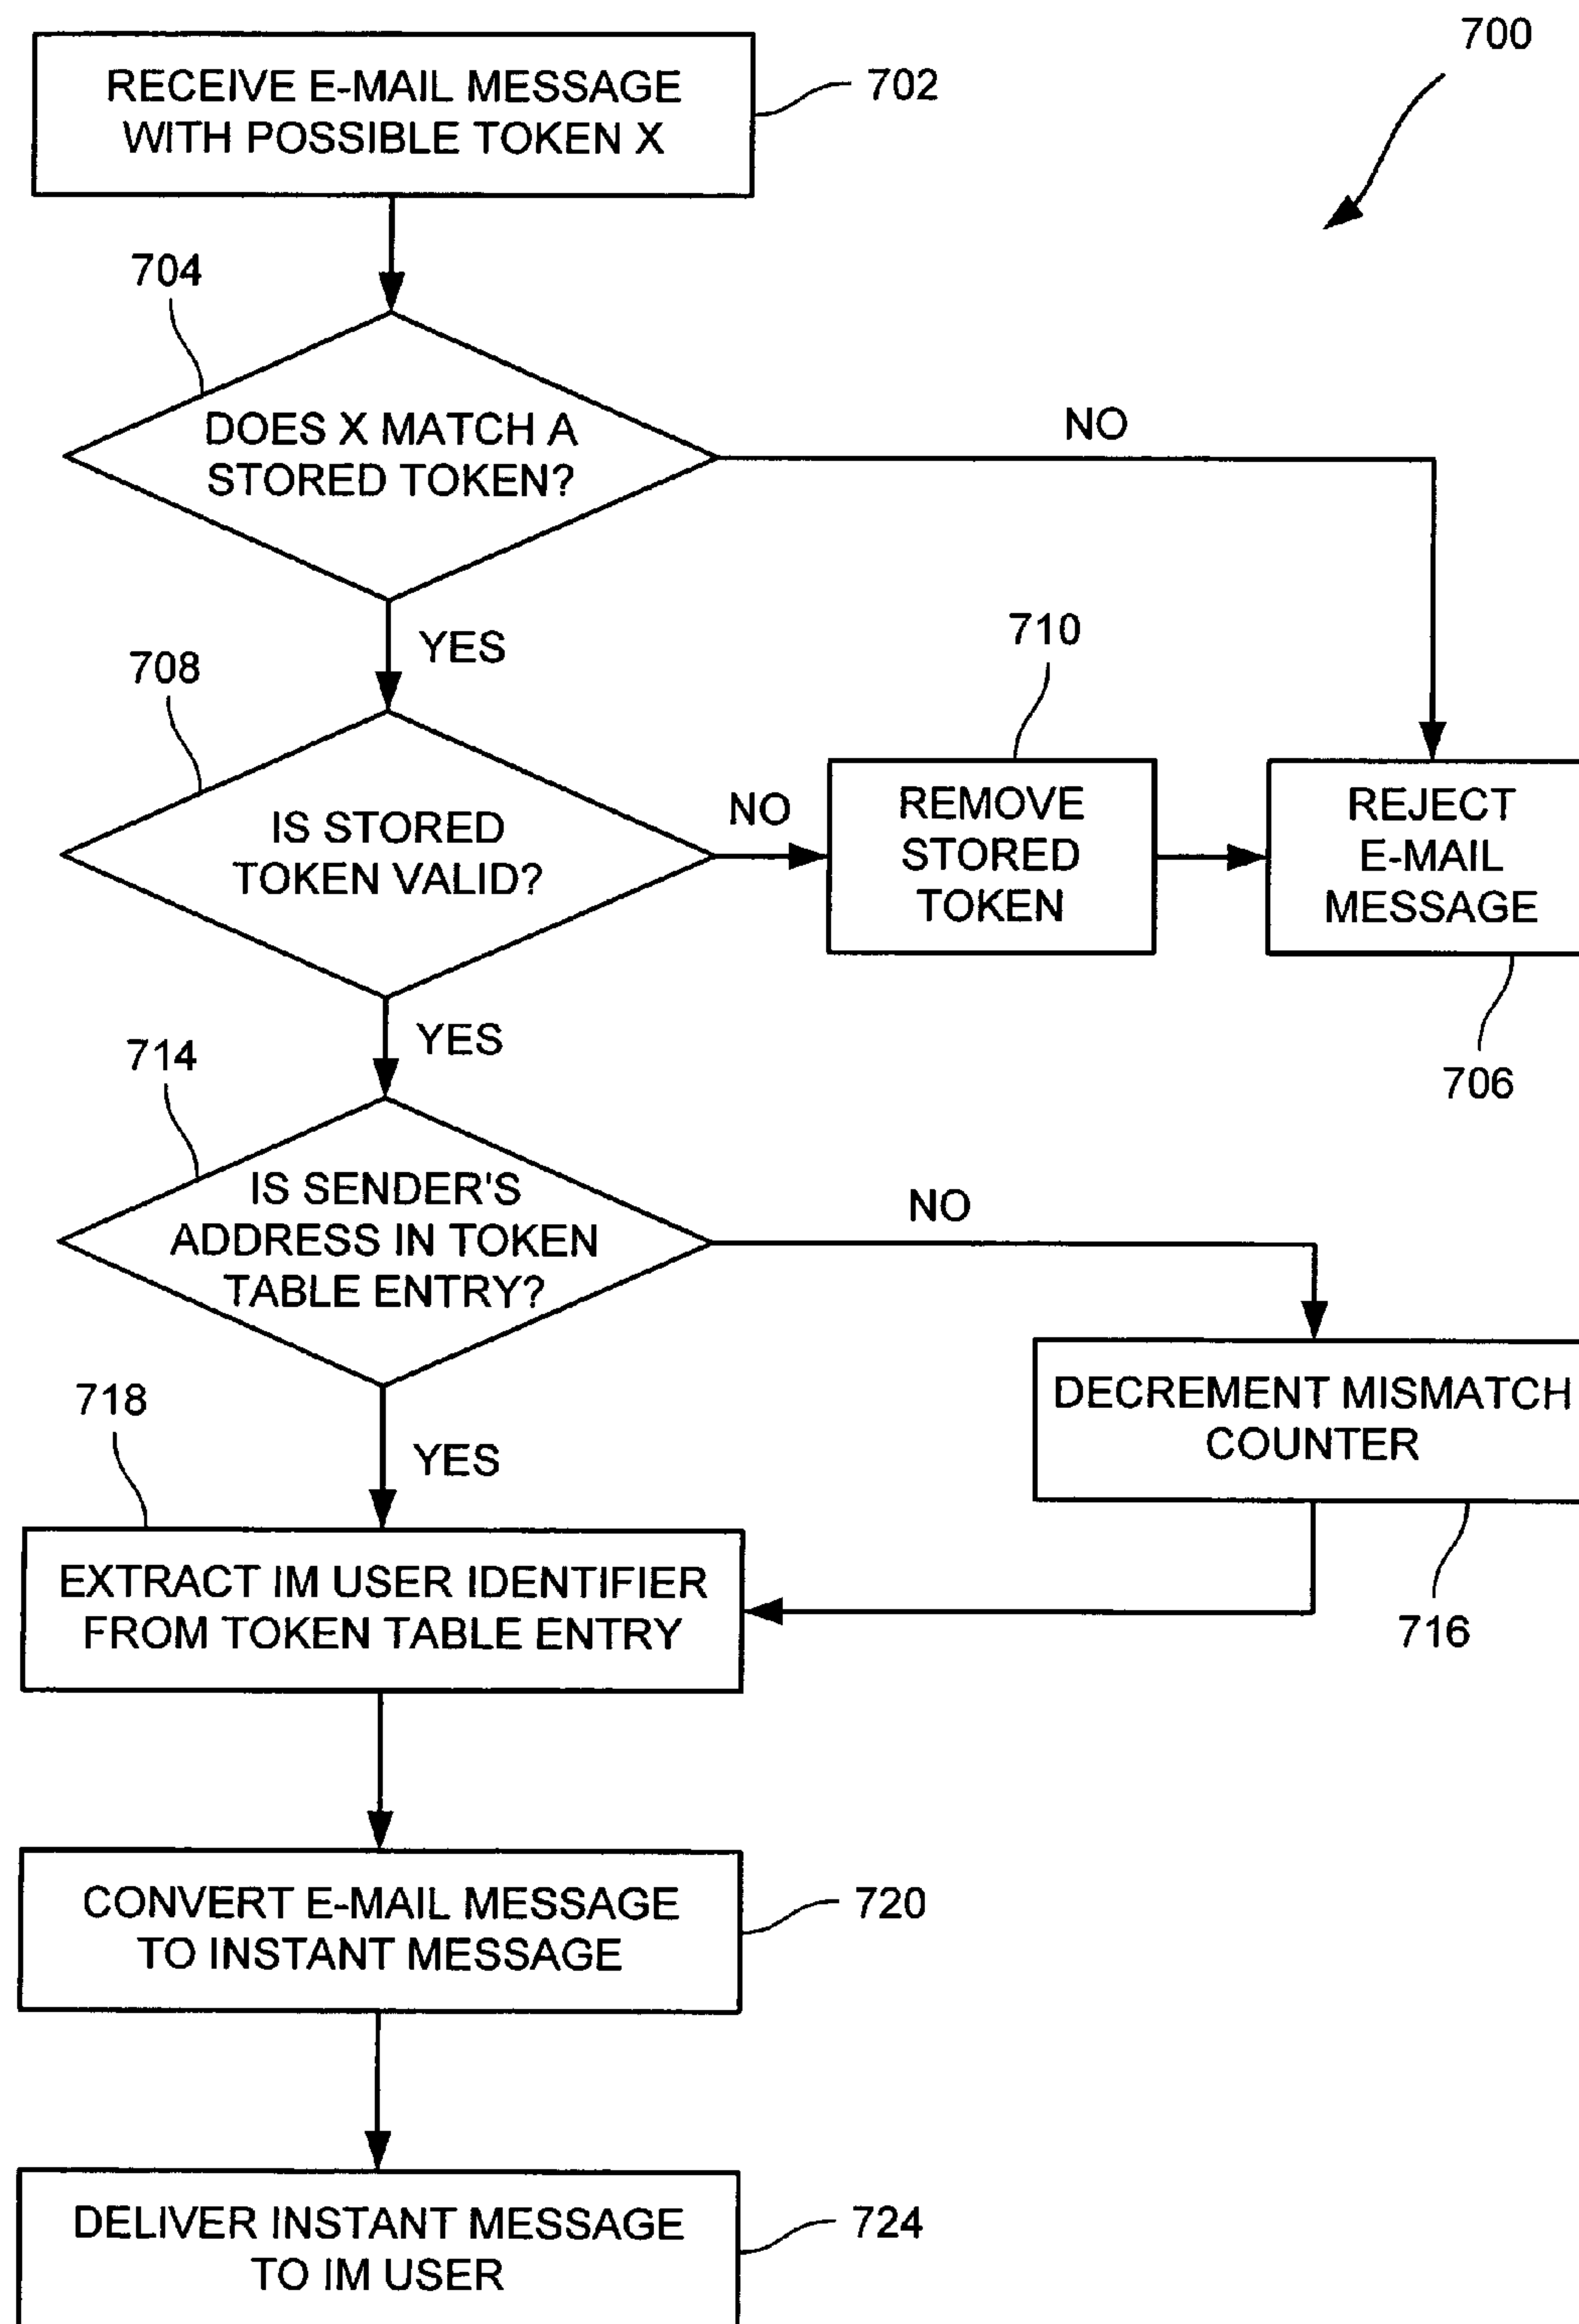 700
RECEIVE E-MAIL MESSAGE
WITH POSSIBLE TOKEN X
702
704
DOES X MATCH A
STORED TOKEN?
NO
YES
708
IS STORED
TOKEN VALID?
NO
710
REMOVE
STORED
TOKEN
REJECT
E-MAIL
MESSAGE
706
YES
714
IS SENDER'S
ADDRESS IN TOKEN
TABLE ENTRY?
NO
DECREMENT MISMATCH
COUNTER
716
YES
718
EXTRACT IM USER IDENTIFIER
FROM TOKEN TABLE ENTRY
CONVERT E-MAIL MESSAGE
TO INSTANT MESSAGE
720
DELIVER INSTANT MESSAGE
TO IM USER
724